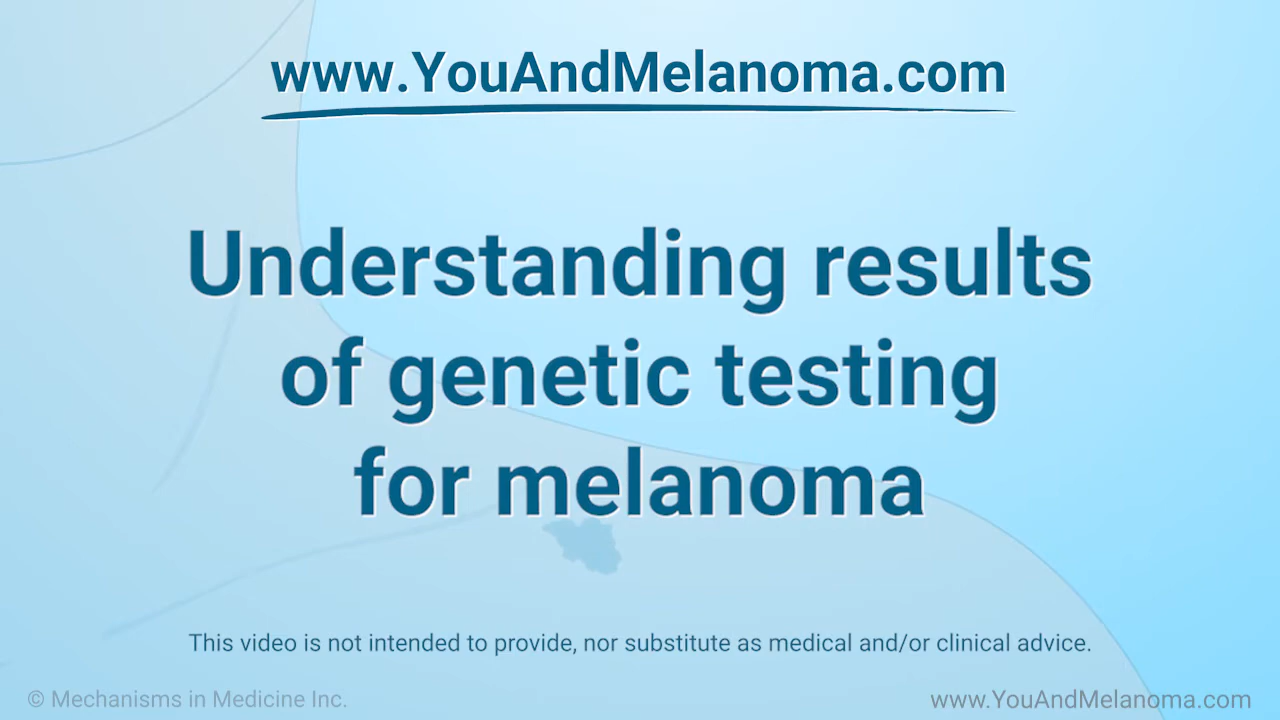 www.YouAndMelanoma.com
Understanding results
of genetic testing
for melanoma
This video is not intended to provide, nor substitute as medical and/or clinical advice.
© Mechanisms in Medicine Inc.
www.YouAndMelanoma.com